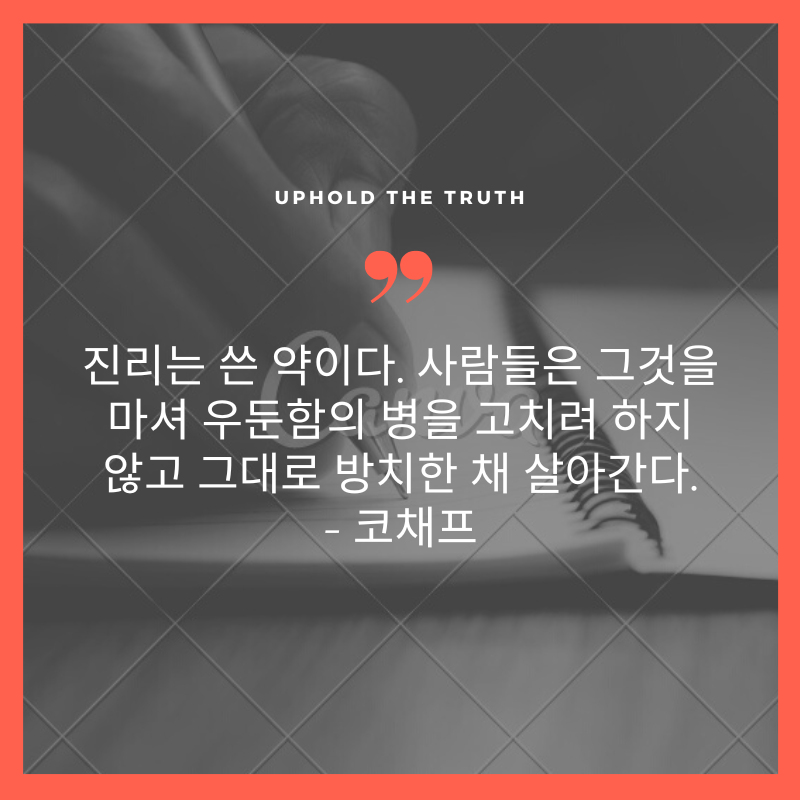 UPHOLD THE TRUTH
”
진리는 쓴 약이다. 사람들은 그것을
마셔 우둔함의 병을 고치려 하지
않고 그대로 방치한 채 살아간다.
- 코채프
Canva